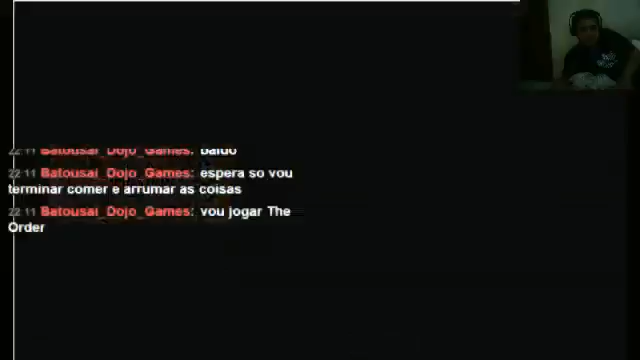 22:11 Batousai_Dojo_Games: baldo
22:11 Batousai_Dojo_Games: espera so vou
terminar comer e arrumar as coisas
22:11 Batousai_Dojo_Games: vou jogar The
Order